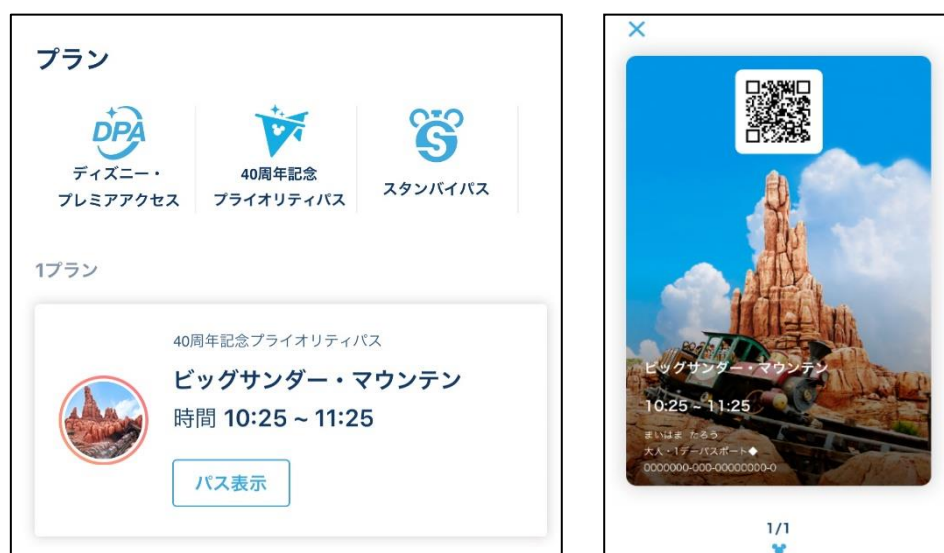 プラン
DPA
ディズニー・
プレミアアクセス
40周年記念
プライオリティパス
S
スタンバイパス
1プラン
40周年記念プライオリティパス
ビッグサンダー・マウンテン
時間 10:25 ~ 11:25
パス表示
ビッグサンダー・マウンテン
10:25 ~ 11:25
まいはま たろう
大人・1デーパスポート◆
0000000-000-00000000-0
1/1